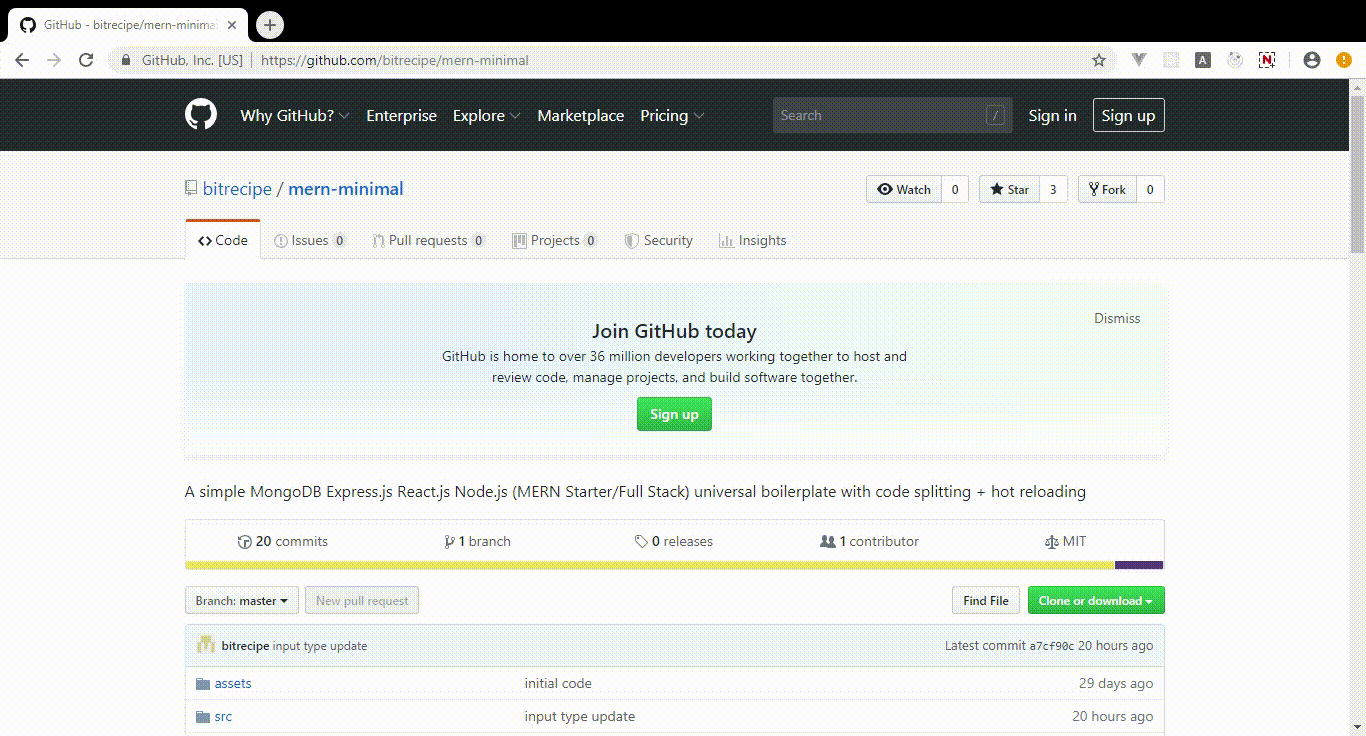 GitHub - bitrecipe/mern-minimal
GitHub, Inc. [US] | https://github.com/bitrecipe/mern-minimal
Why GitHub? Enterprise Explore Marketplace Pricing Search / Sign in Sign up
bitrecipe / mern-minimal Watch 0 Star 3 Fork 0
Code Issues 0 Pull requests 0 Projects 0 Security Insights
Dismiss
Join GitHub today
GitHub is home to over 36 million developers working together to host and
review code, manage projects, and build software together.
Sign up
A simple MongoDB Express.js React.js Node.js (MERN Starter/Full Stack) universal boilerplate with code splitting + hot reloading
20 commits 1 branch 0 releases 1 contributor MIT
Branch: master New pull request Find File Clone or download
bitrecipe input type update Latest commit a7cf90c 20 hours ago
assets initial code 29 days ago
src input type update 20 hours ago